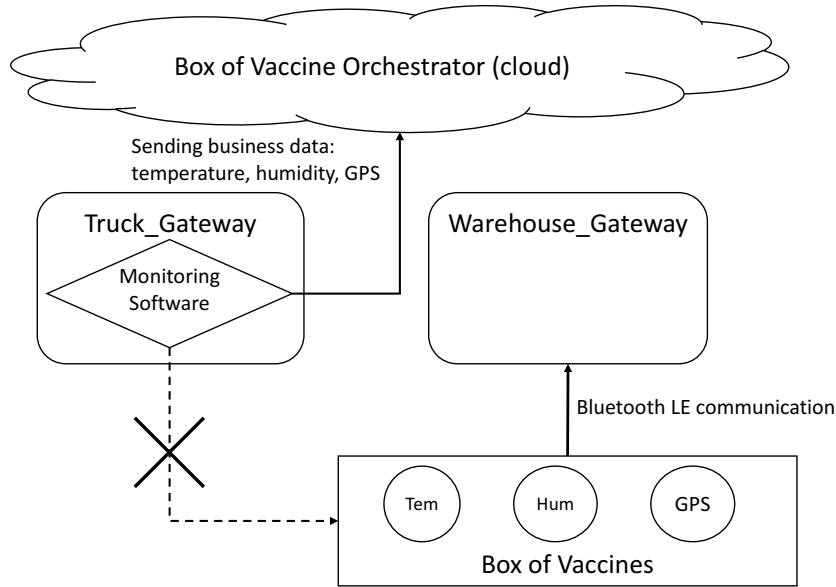 Box of Vaccine Orchestrator (cloud)
Sending business data:
temperature, humidity, GPS
Truck_Gateway
Monitoring
Software
Warehouse_Gateway
Bluetooth LE communication
Tem
Hum
GPS
Box of Vaccines